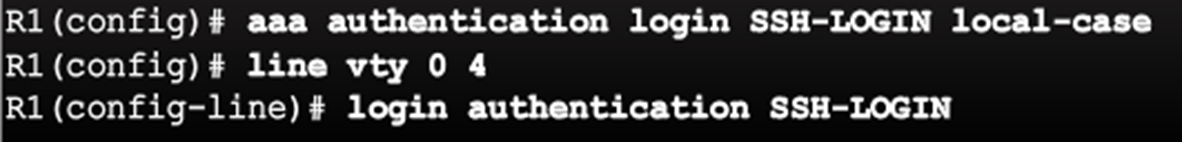 R1(config)# aaa authentication login SSH-LOGIN local-case
R1(config)# line vty 0 4
R1(config-line)# login authentication SSH-LOGIN